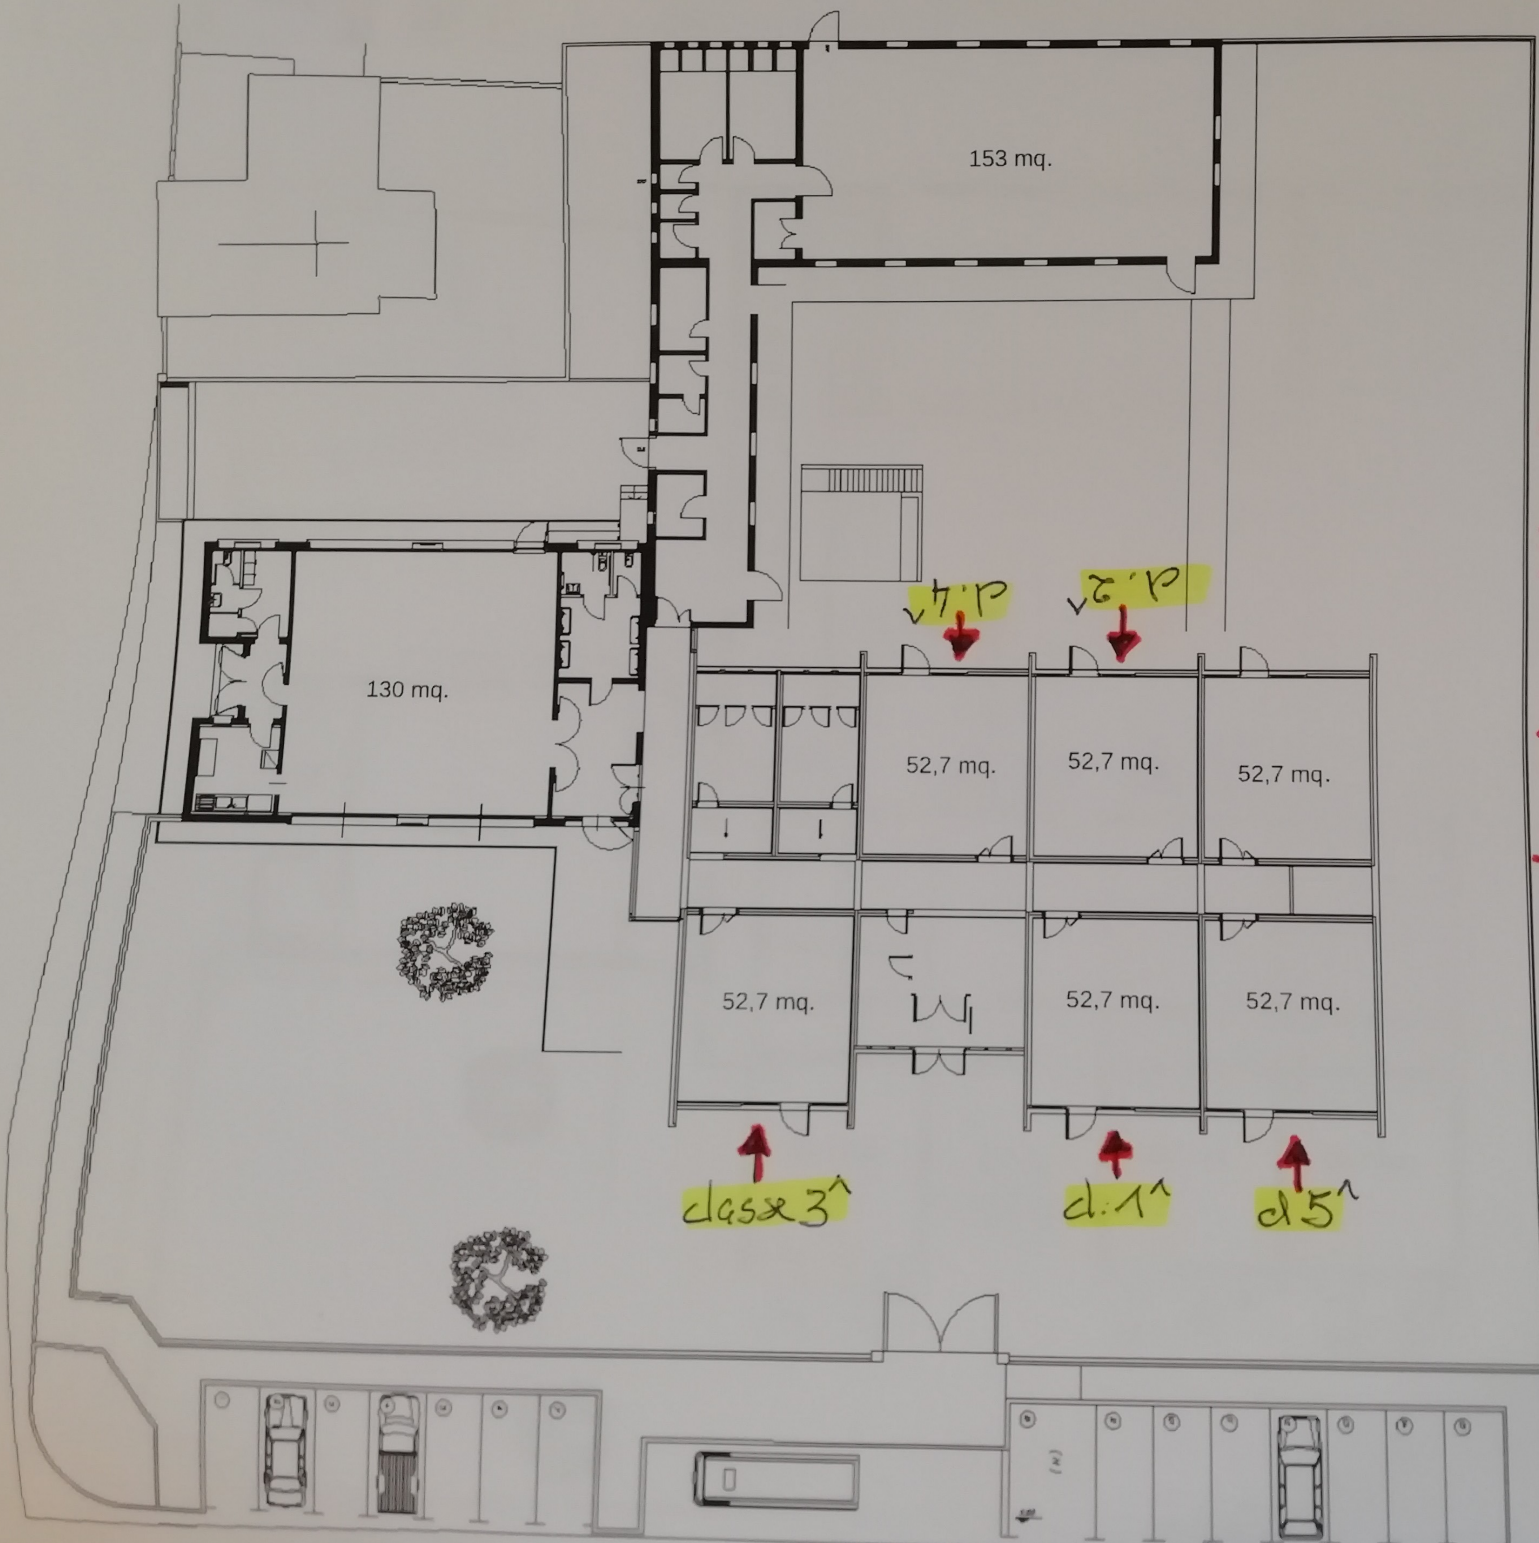 153 mq.
cl. 4^
cl. 2^
130 mq.
52,7 mq.
52,7 mq.
52,7 mq.
52,7 mq.
52,7 mq.
52,7 mq.
classe 3^
cl. 1^
cl 5^
(H)